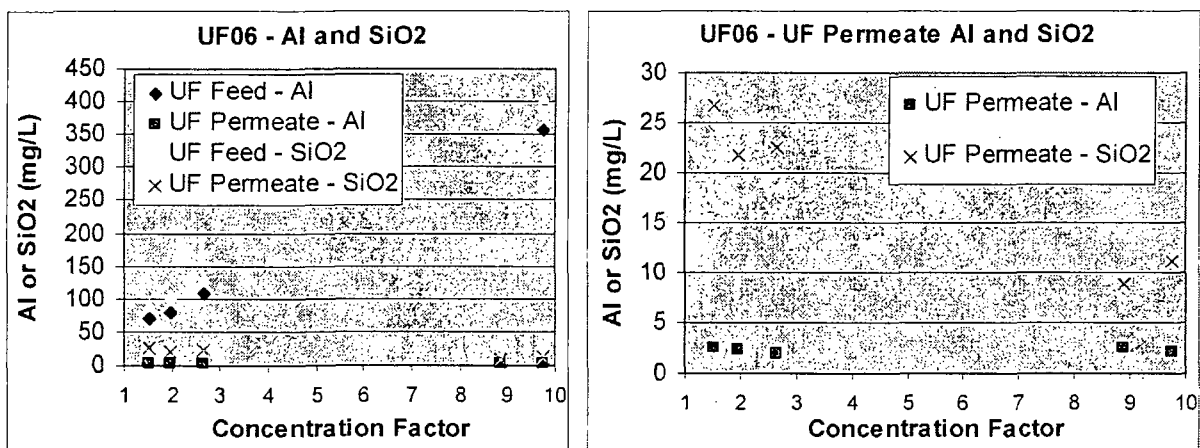 UF06 - Al and SiO2
Al or SiO2 (mg/L)
450
400
350
300
250
200
150
100
50
0
UF Feed - Al
UF Permeate - Al
UF Feed - SiO2
UF Permeate - SiO2
1 2 3 4 5 6 7 8 9 10
Concentration Factor
UF06 - UF Permeate Al and SiO2
Al or SiO2 (mg/L)
30
25
20
15
10
5
0
UF Permeate - Al
UF Permeate - SiO2
1 2 3 4 5 6 7 8 9 10
Concentration Factor